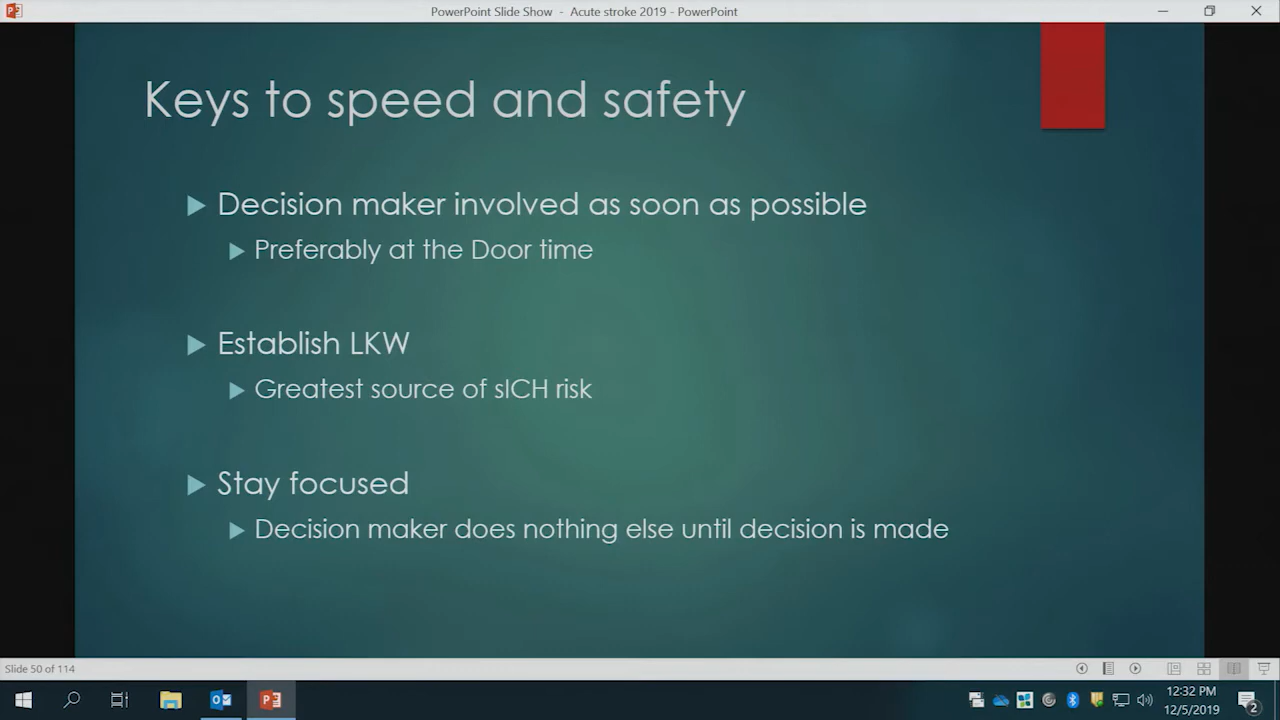 PowerPoint Slide Show - Acute stroke 2019 - PowerPoint
Keys to speed and safety
Decision maker involved as soon as possible
Preferably at the Door time
Establish LKW
Greatest source of sICH risk
Stay focused
Decision maker does nothing else until decision is made
Slide 50 of 114
12:32 PM
12/5/2019
2